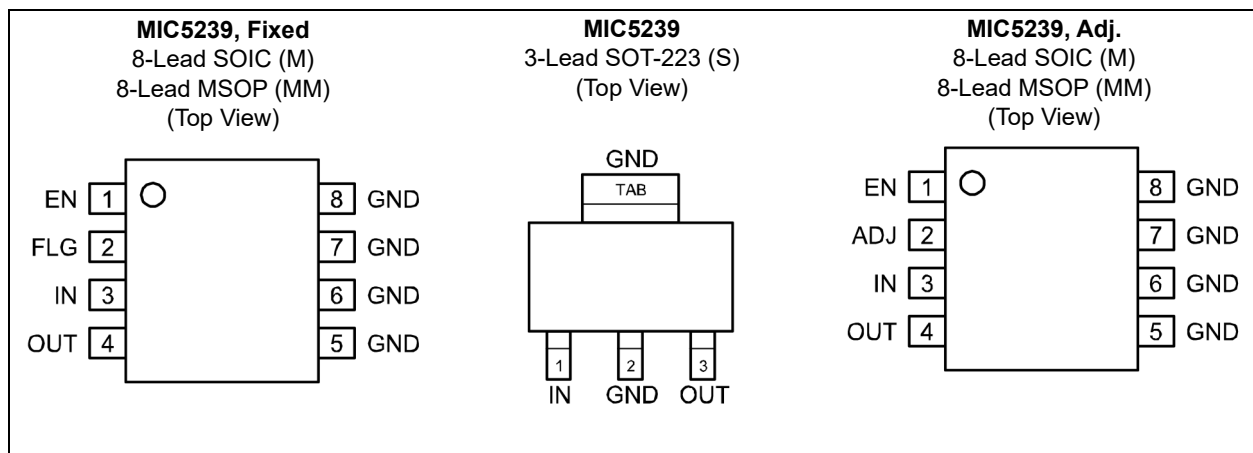 MIC5239, Fixed
8-Lead SOIC (M)
8-Lead MSOP (MM)
(Top View)
EN 1 8 GND
FLG 2 7 GND
IN 3 6 GND
OUT 4 5 GND
MIC5239
3-Lead SOT-223 (S)
(Top View)
GND
TAB
1 2 3
IN GND OUT
MIC5239, Adj.
8-Lead SOIC (M)
8-Lead MSOP (MM)
(Top View)
EN 1 8 GND
ADJ 2 7 GND
IN 3 6 GND
OUT 4 5 GND